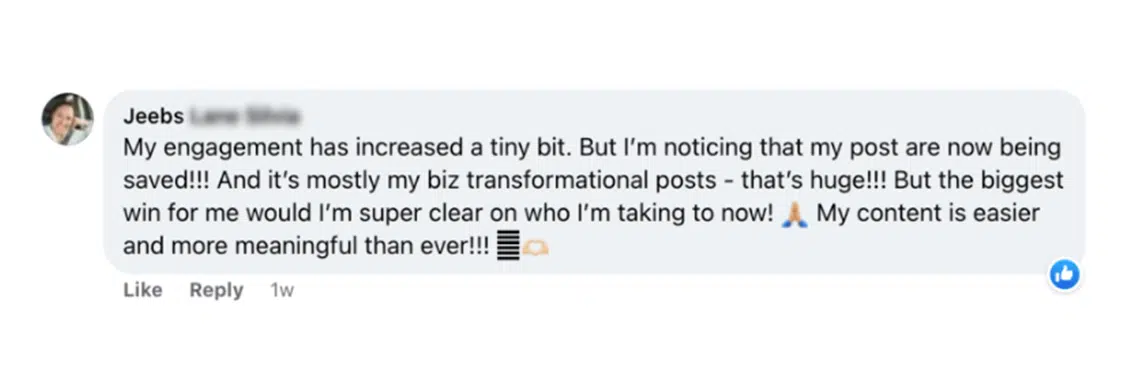 Jeebs
My engagement has increased a tiny bit. But I'm noticing that my post are now being
saved!!! And it's mostly my biz transformational posts - that's huge!!! But the biggest
win for me would I'm super clear on who I'm taking to now! 🙏🏼 My content is easier
and more meaningful than ever!!! 🫶🏼
Like Reply 1w